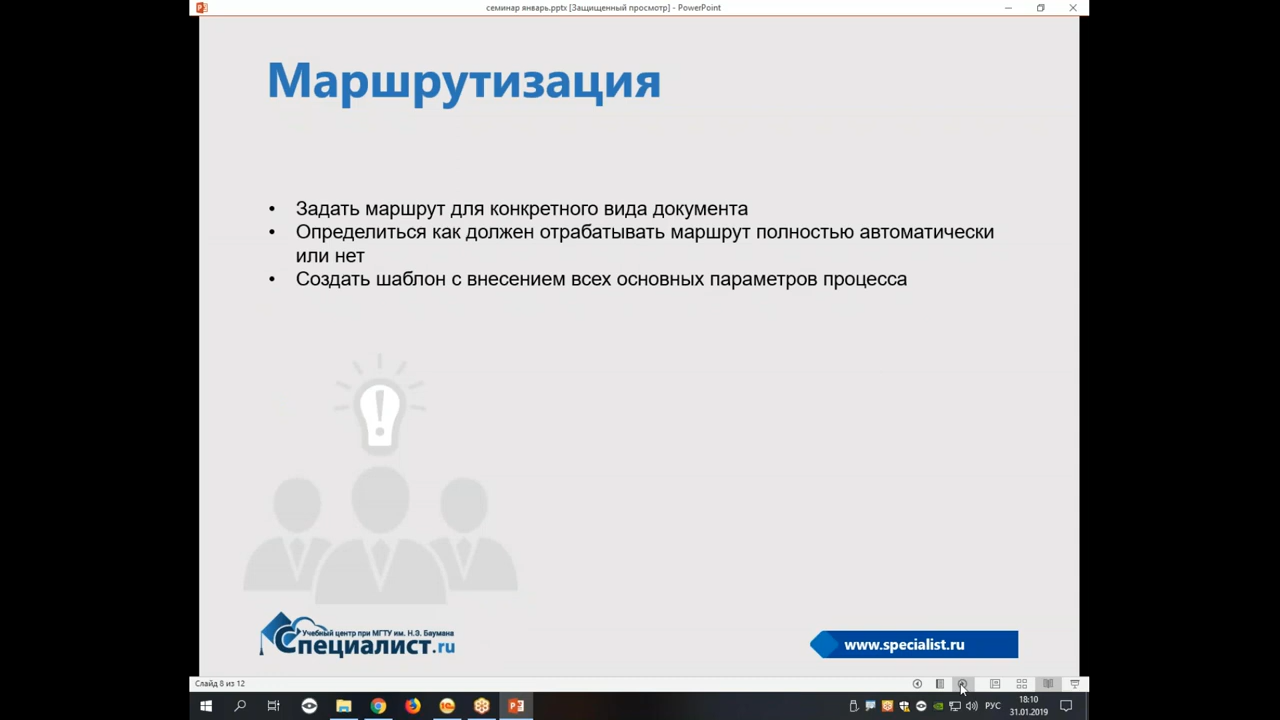 семинар январь.pptx [Защищенный просмотр] - PowerPoint
Маршрутизация
• Задать маршрут для конкретного вида документа
• Определиться как должен отрабатывать маршрут полностью автоматически
или нет
• Создать шаблон с внесением всех основных параметров процесса
Учебный центр при МГТУ им. Н.Э. Баумана
Специалист.ru
www.specialist.ru
Слайд 8 из 12
РУС
18:10
31.01.2019